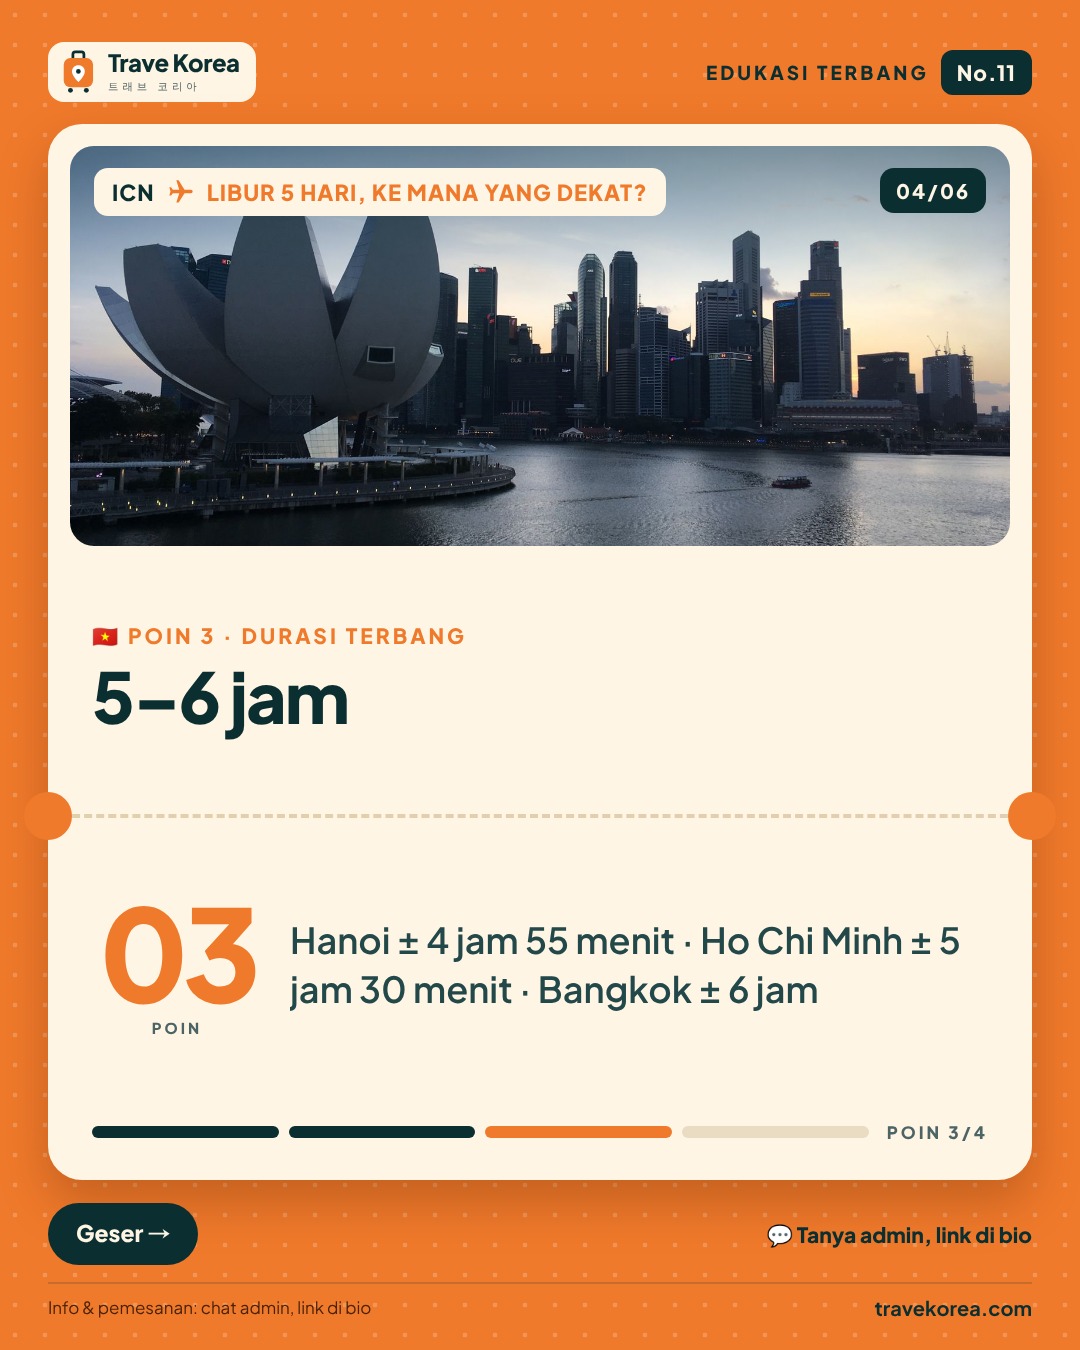 Trave Korea
트래브 코리아
EDUKASI TERBANG
No.11
ICN ✈ LIBUR 5 HARI, KE MANA YANG DEKAT?
04/06
🇻🇳 POIN 3 · DURASI TERBANG
5–6 jam
03
POIN
Hanoi ± 4 jam 55 menit · Ho Chi Minh ± 5
jam 30 menit · Bangkok ± 6 jam
POIN 3/4
Geser →
💬 Tanya admin, link di bio
Info & pemesanan: chat admin, link di bio
travekorea.com